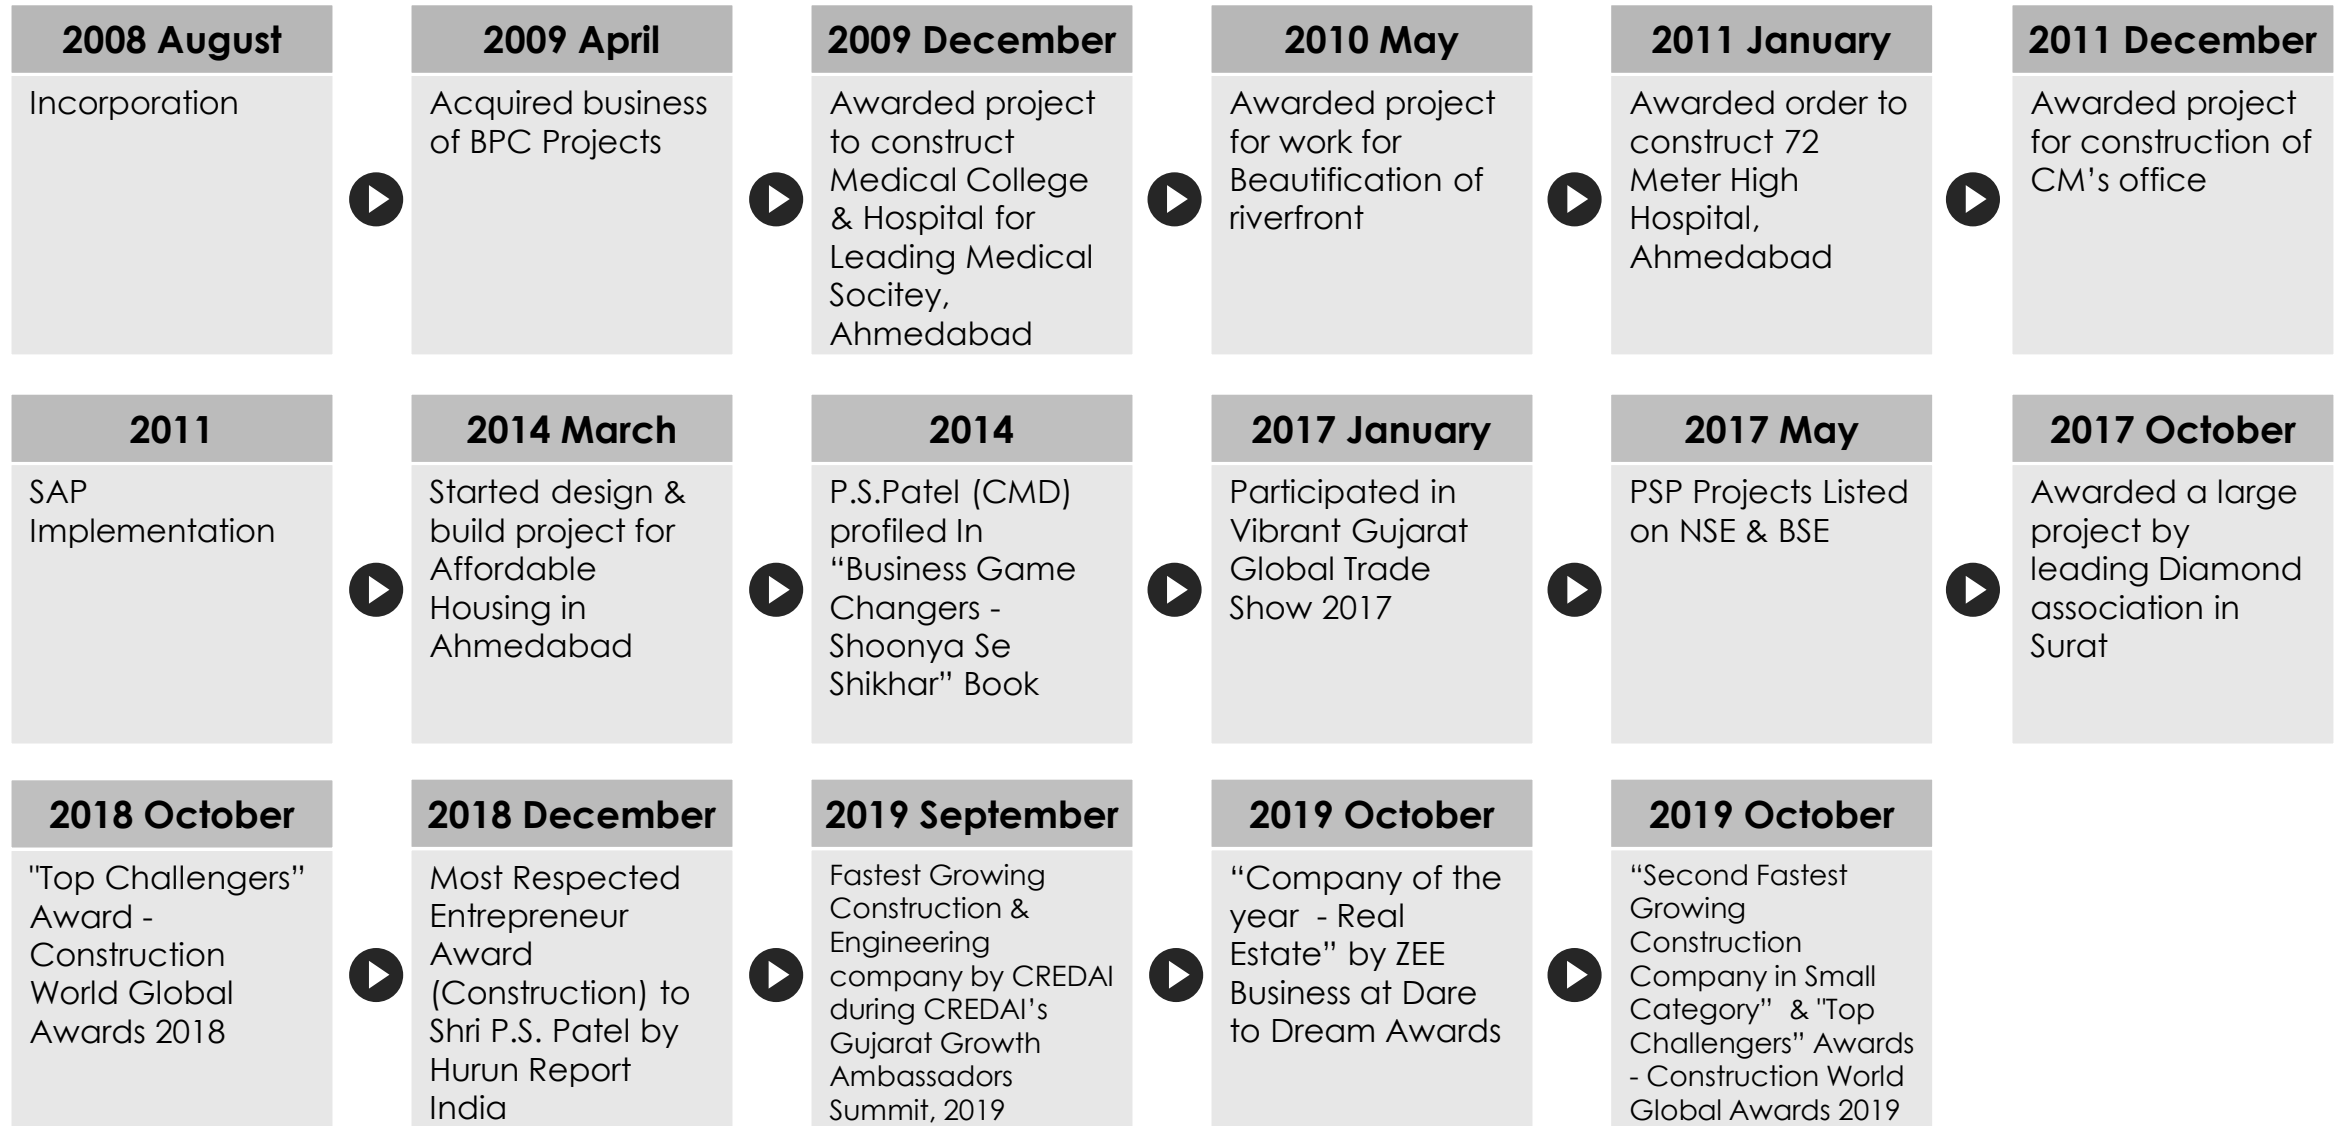 2008 August
Incorporation
2009 April
Acquired business
of BPC Projects
2009 December
Awarded project
to construct
Medical College
& Hospital for
Leading Medical
Socitey,
Ahmedabad
2010 May
Awarded project
for work for
Beautification of
riverfront
2011 January
Awarded order to
construct 72
Meter High
Hospital,
Ahmedabad
2011 December
Awarded project
for construction of
CM’s office
2011
SAP
Implementation
2014 March
Started design &
build project for
Affordable
Housing in
Ahmedabad
2014
P.S.Patel (CMD)
profiled In
“Business Game
Changers -
Shoonya Se
Shikhar” Book
2017 January
Participated in
Vibrant Gujarat
Global Trade
Show 2017
2017 May
PSP Projects Listed
on NSE & BSE
2017 October
Awarded a large
project by
leading Diamond
association in
Surat
2018 October
"Top Challengers”
Award -
Construction
World Global
Awards 2018
2018 December
Most Respected
Entrepreneur
Award
(Construction) to
Shri P.S. Patel by
Hurun Report
India
2019 September
Fastest Growing
Construction &
Engineering
company by CREDAI
during CREDAI’s
Gujarat Growth
Ambassadors
Summit, 2019
2019 October
“Company of the
year - Real
Estate” by ZEE
Business at Dare
to Dream Awards
2019 October
“Second Fastest
Growing
Construction
Company in Small
Category” & "Top
Challengers” Awards
- Construction World
Global Awards 2019